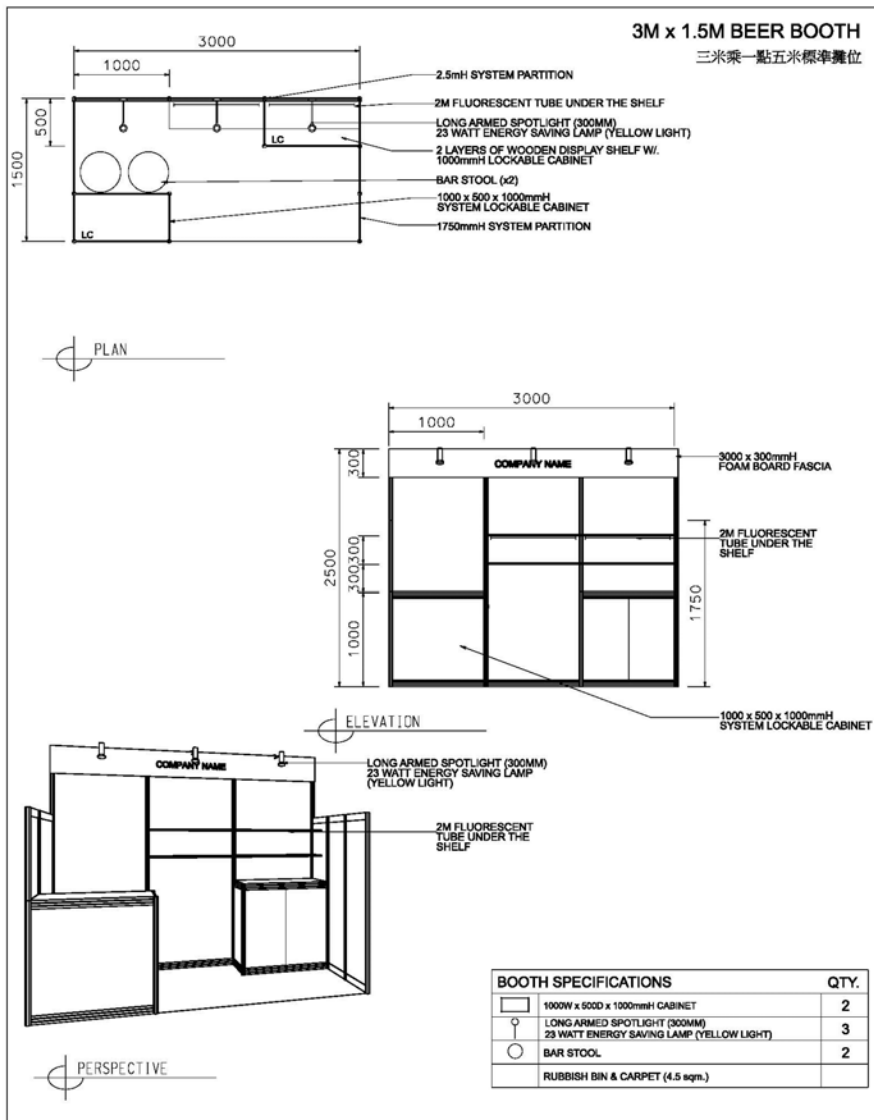 3M x 1.5M BEER BOOTH
三米乘一點五米標準攤位
3000
1000
500
1500
LC
LC
2.5mH SYSTEM PARTITION
2M FLUORESCENT TUBE UNDER THE SHELF
LONG ARMED SPOTLIGHT (300MM)
23 WATT ENERGY SAVING LAMP (YELLOW LIGHT)
2 LAYERS OF WOODEN DISPLAY SHELF W/.
1000mmH LOCKABLE CABINET
BAR STOOL (x2)
1000 x 500 x 1000mmH
SYSTEM LOCKABLE CABINET
1750mmH SYSTEM PARTITION
PLAN
3000
1000
300
2500
300
300
1000
1750
COMPANY NAME
3000 x 300mmH
FOAM BOARD FASCIA
2M FLUORESCENT
TUBE UNDER THE
SHELF
1000 x 500 x 1000mmH
SYSTEM LOCKABLE CABINET
ELEVATION
COMPANY NAME
LONG ARMED SPOTLIGHT (300MM)
23 WATT ENERGY SAVING LAMP
(YELLOW LIGHT)
2M FLUORESCENT
TUBE UNDER THE
SHELF
PERSPECTIVE
BOOTH SPECIFICATIONS QTY.
1000W x 500D x 1000mmH CABINET 2
LONG ARMED SPOTLIGHT (300MM)
23 WATT ENERGY SAVING LAMP (YELLOW LIGHT) 3
BAR STOOL 2
RUBBISH BIN & CARPET (4.5 sqm.)